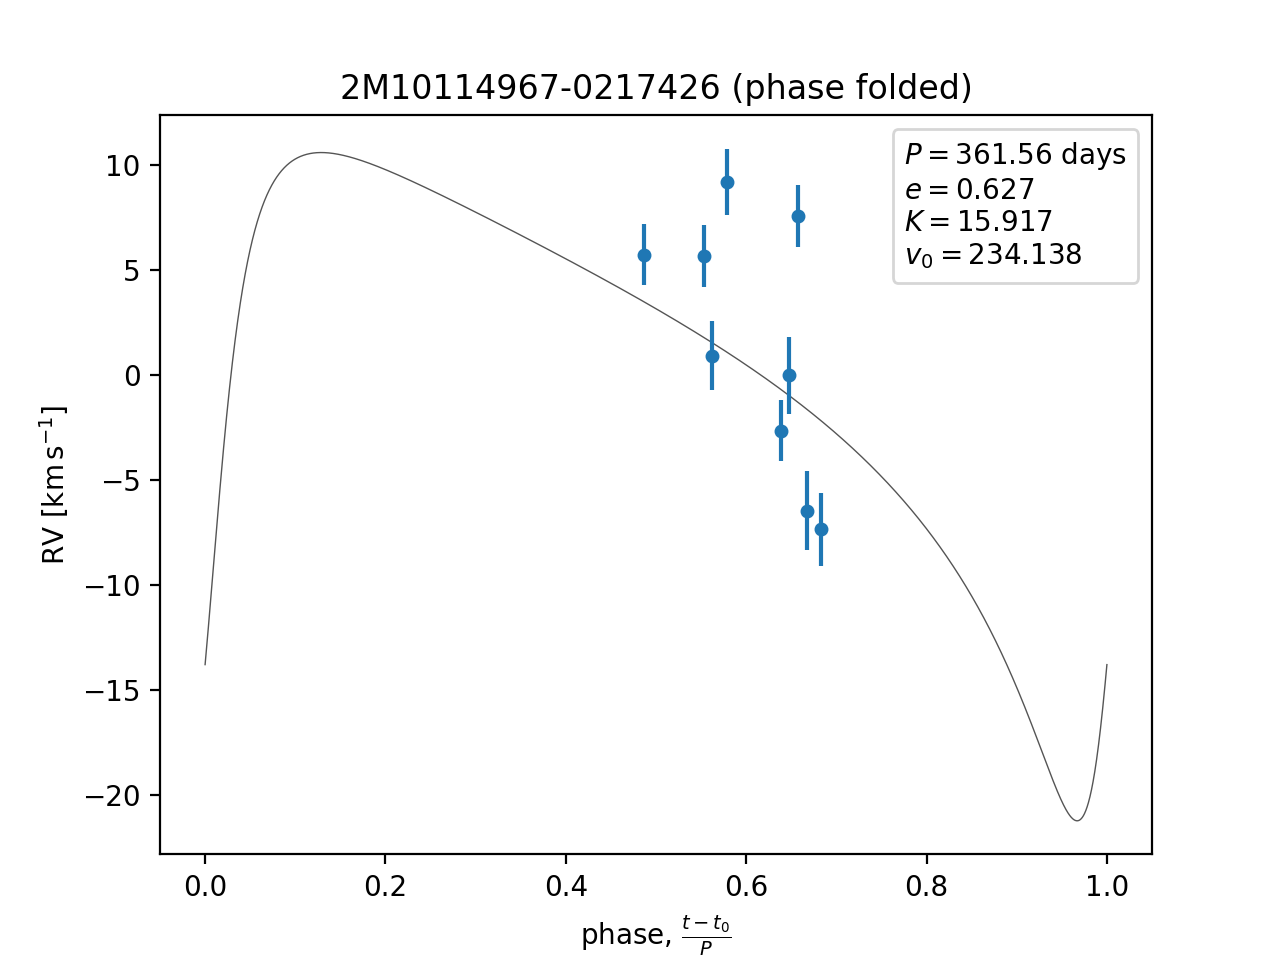 2M10114967-0217426 (phase folded)
P = 361.56 days
e = 0.627
K = 15.917
v₀ = 234.138
RV [km s⁻¹]
10
5
0
−5
−10
−15
−20
0.0 0.2 0.4 0.6 0.8 1.0
phase, (t − t₀)/P